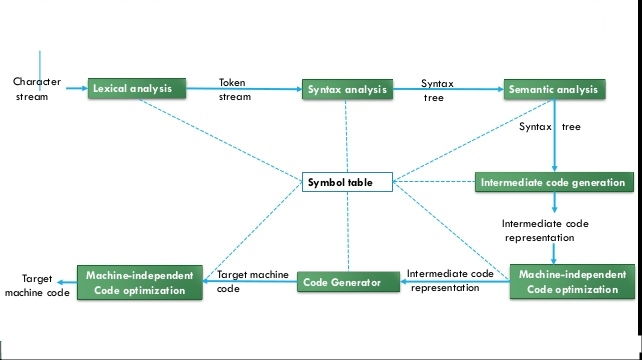 Character
stream
Lexical analysis
Token
stream
Syntax analysis
Syntax
tree
Semantic analysis
Syntax tree
Symbol table
Intermediate code generation
Intermediate code
representation
Machine-independent
Code optimization
Intermediate code
representation
Code Generator
Target machine
code
Machine-independent
Code optimization
Target
machine code